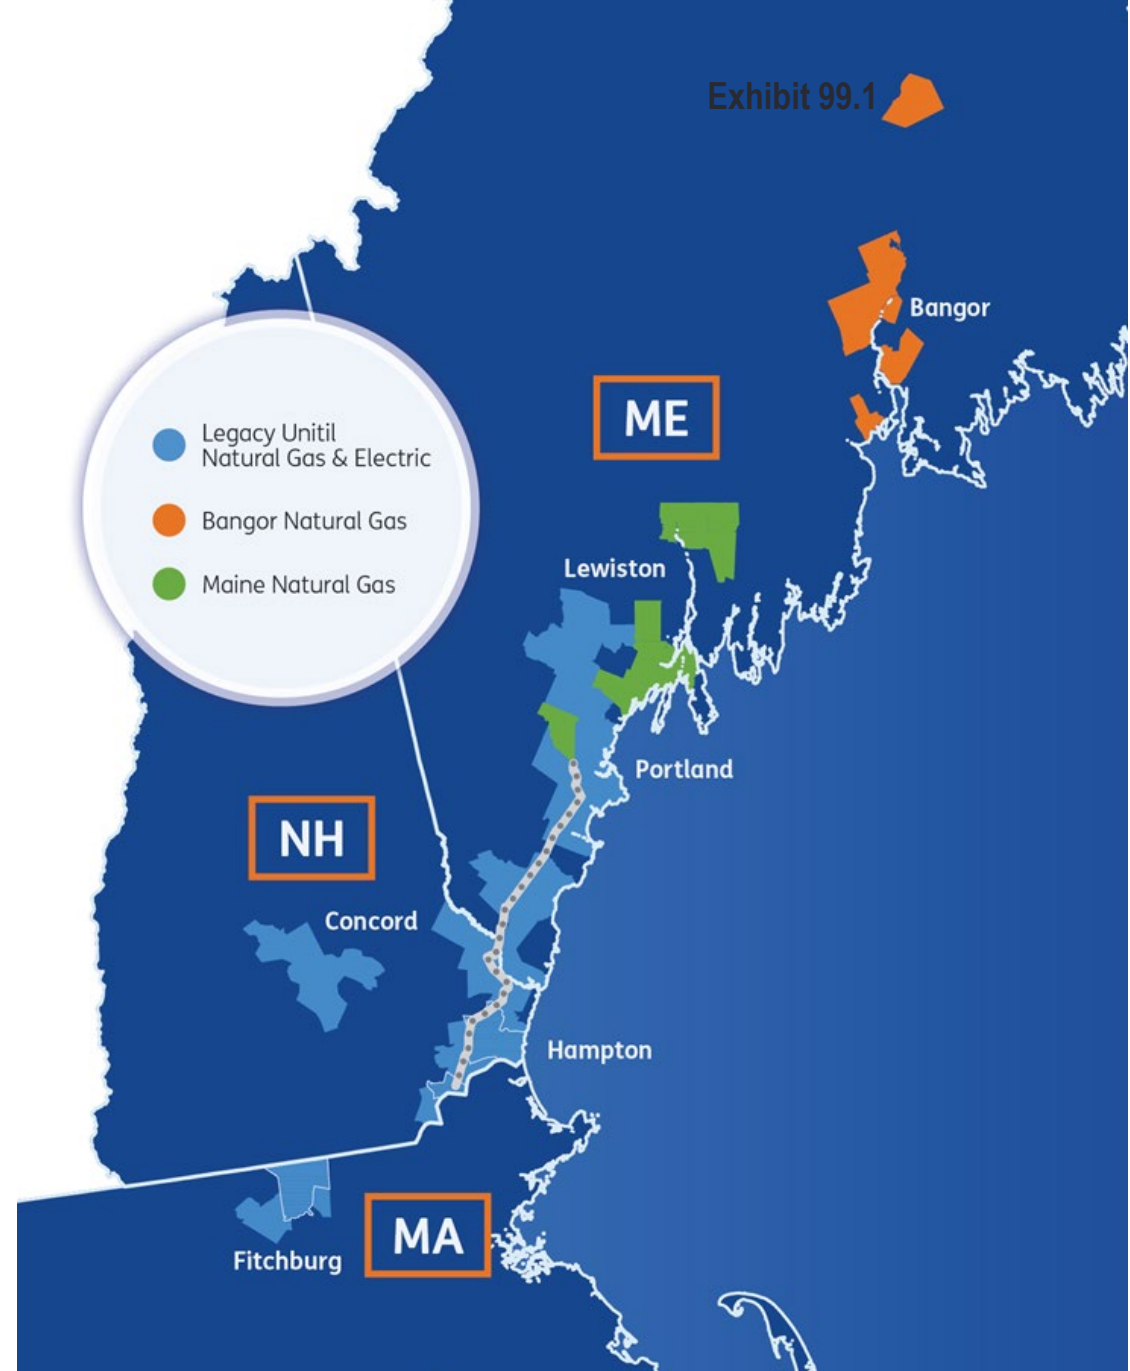 Exhibit 99.1
Bangor
ME
Legacy Unitil
Natural Gas & Electric
Bangor Natural Gas
Maine Natural Gas
Lewiston
Portland
NH
Concord
Hampton
MA
Fitchburg